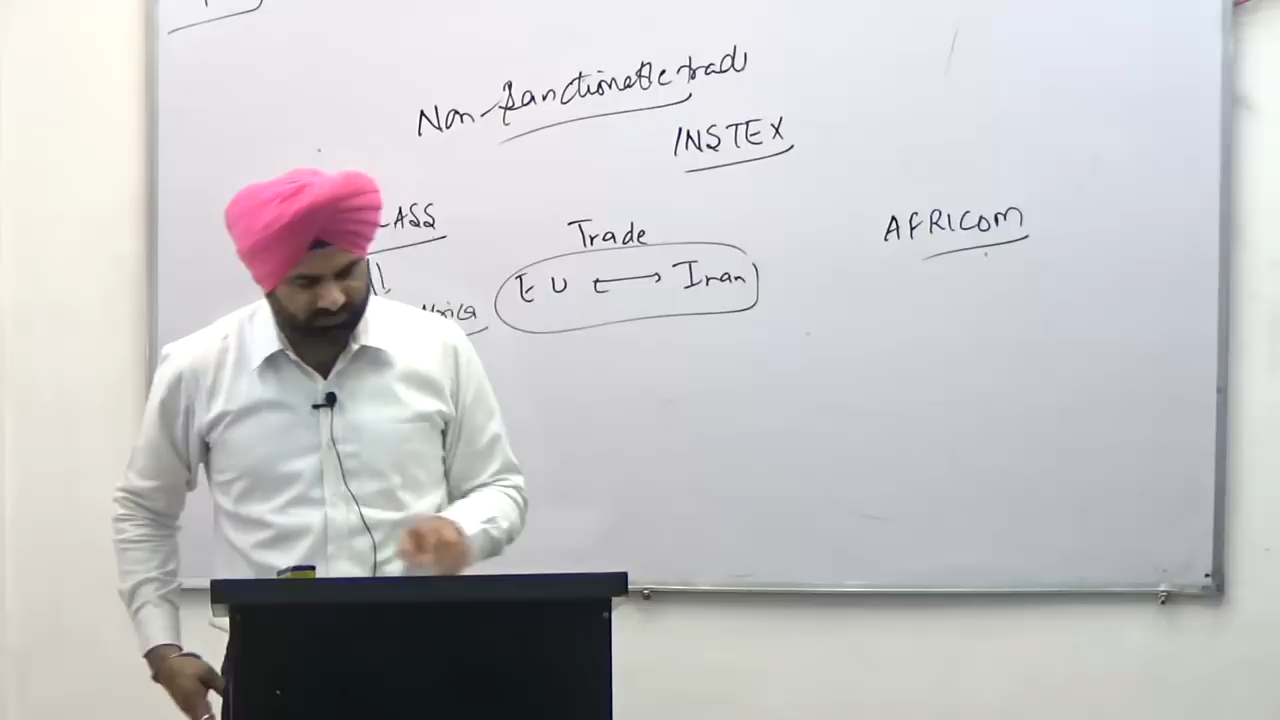 Non-Sanctionable trade
INSTEX
Trade
EU ⟷ Iran
AFRICOM